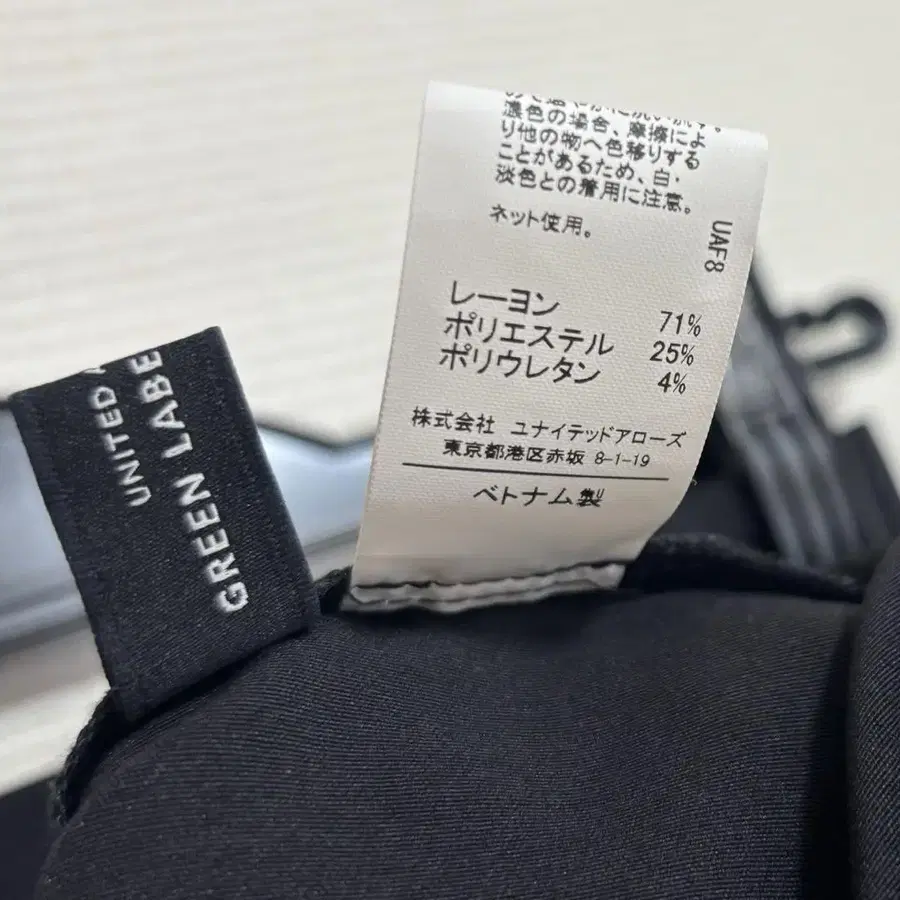 濃色の場合、摩擦によ
り他の物へ色移りする
ことがあるため、白・
淡色との着用に注意。
ネット使用。
UAF8
レーヨン 71%
ポリエステル 25%
ポリウレタン 4%
株式会社 ユナイテッドアローズ
東京都港区赤坂 8-1-19
ベトナム製
UNITED
GREEN LABE